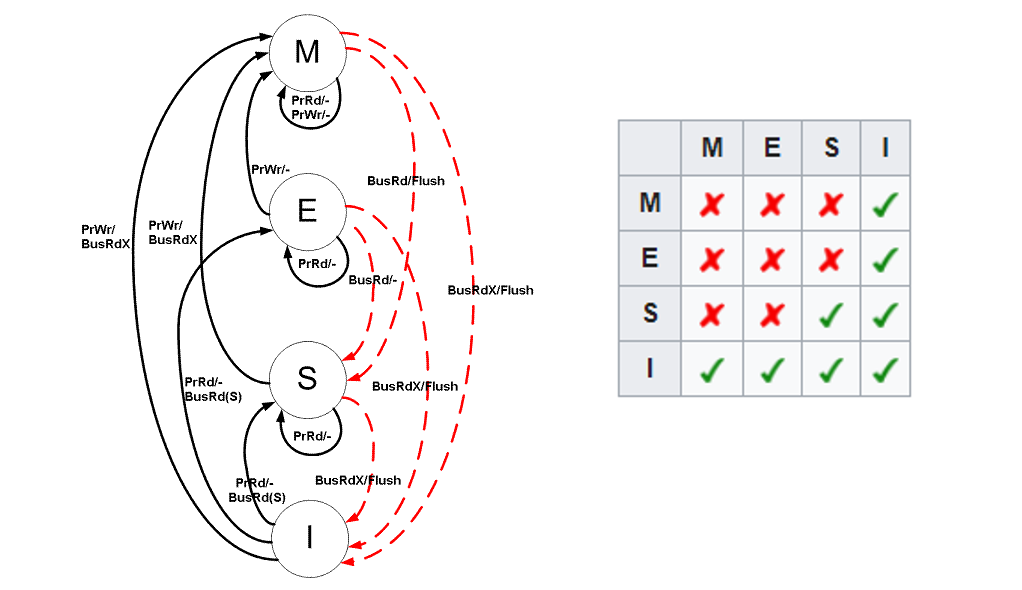 M
PrRd/-
PrWr/-
PrWr/-
BusRd/Flush
E
PrWr/
BusRdX
PrWr/
BusRdX
PrRd/-
BusRd/-
BusRdX/Flush
S
PrRd/-
BusRd(S)
BusRdX/Flush
PrRd/-
PrRd/-
BusRd(S)
BusRdX/Flush
I
M E S I
M ✘ ✘ ✘ ✓
E ✘ ✘ ✘ ✓
S ✘ ✘ ✓ ✓
I ✓ ✓ ✓ ✓